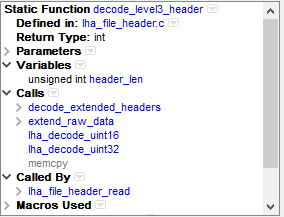 Static Function decode_level3_header
Defined in: lha_file_header.c
Return Type: int
Parameters
Variables
unsigned int header_len
Calls
decode_extended_headers
extend_raw_data
lha_decode_uint16
lha_decode_uint32
memcpy
Called By
lha_file_header_read
Macros Used